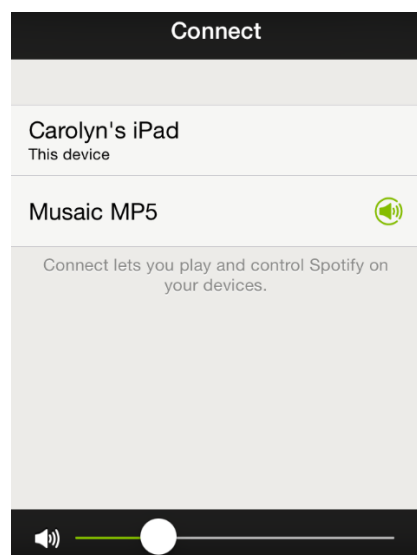 Connect
Carolyn's iPad
This device
Musaic MP5
Connect lets you play and control Spotify on
your devices.